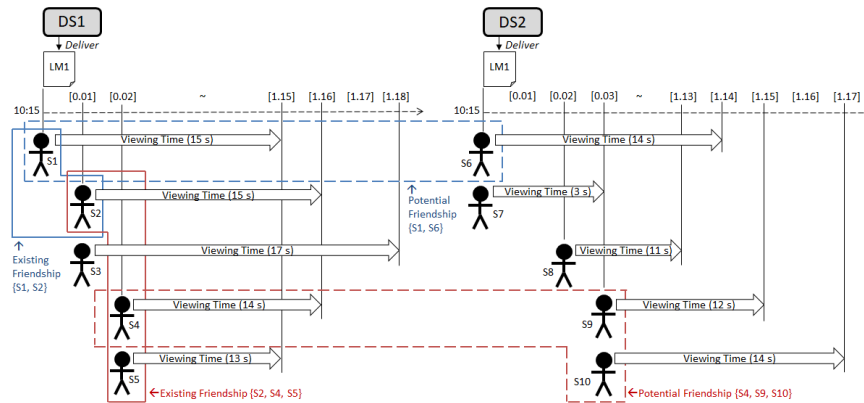 DS1
DS2
Deliver
Deliver
LM1
LM1
[0.01] [0.02] ~ [1.15] [1.16] [1.17] [1.18]
[0.01] [0.02] [0.03] ~ [1.13] [1.14] [1.15] [1.16] [1.17]
10:15
10:15
Viewing Time (15 s)
Viewing Time (14 s)
S1
S6
Viewing Time (15 s)
Viewing Time (3 s)
S2
S7
Potential
Friendship
{S1, S6}
Viewing Time (17 s)
Viewing Time (11 s)
Existing
Friendship
{S1, S2}
S3
S8
Viewing Time (14 s)
Viewing Time (12 s)
S4
S9
Viewing Time (13 s)
Viewing Time (14 s)
S5
S10
←Existing Friendship {S2, S4, S5}
←Potential Friendship {S4, S9, S10}